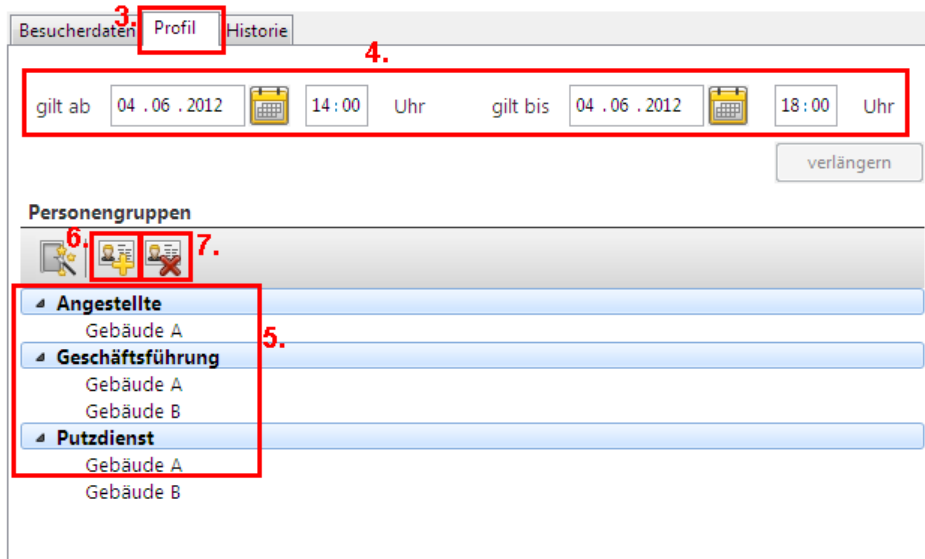 3.
Besucherdaten Profil Historie
4.
gilt ab 04 . 06 . 2012 14 : 00 Uhr gilt bis 04 . 06 . 2012 18 : 00 Uhr
verlängern
Personengruppen
6. 7.
Angestellte
Gebäude A
5.
Geschäftsführung
Gebäude A
Gebäude B
Putzdienst
Gebäude A
Gebäude B